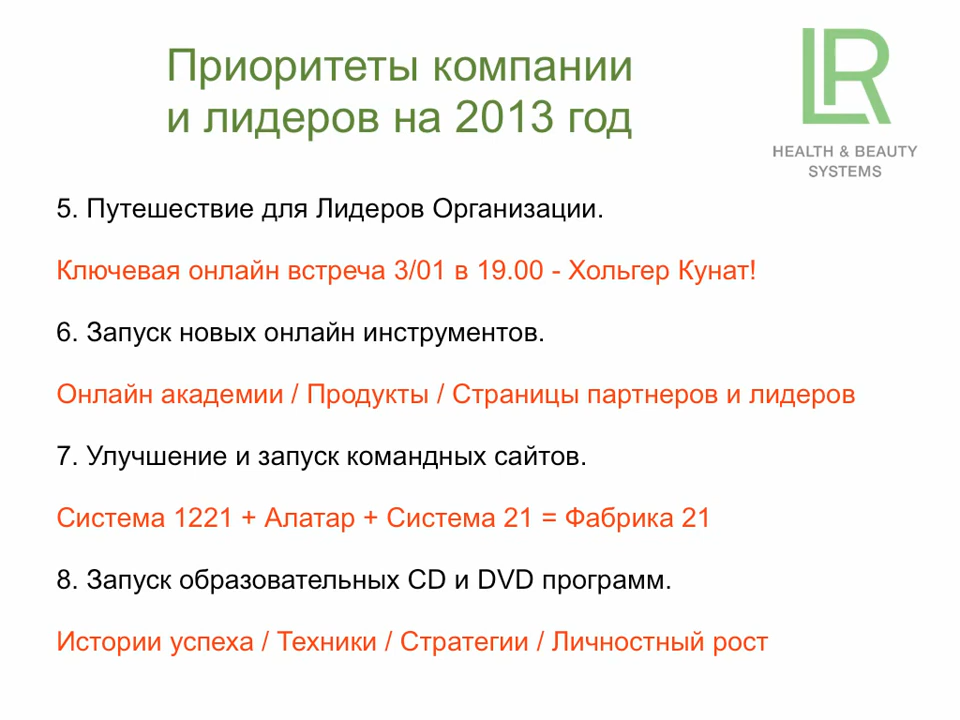 Приоритеты компании
и лидеров на 2013 год
LR
HEALTH & BEAUTY
SYSTEMS
5. Путешествие для Лидеров Организации.
Ключевая онлайн встреча 3/01 в 19.00 - Хольгер Кунат!
6. Запуск новых онлайн инструментов.
Онлайн академии / Продукты / Страницы партнеров и лидеров
7. Улучшение и запуск командных сайтов.
Система 1221 + Алатар + Система 21 = Фабрика 21
8. Запуск образовательных CD и DVD программ.
Истории успеха / Техники / Стратегии / Личностный рост